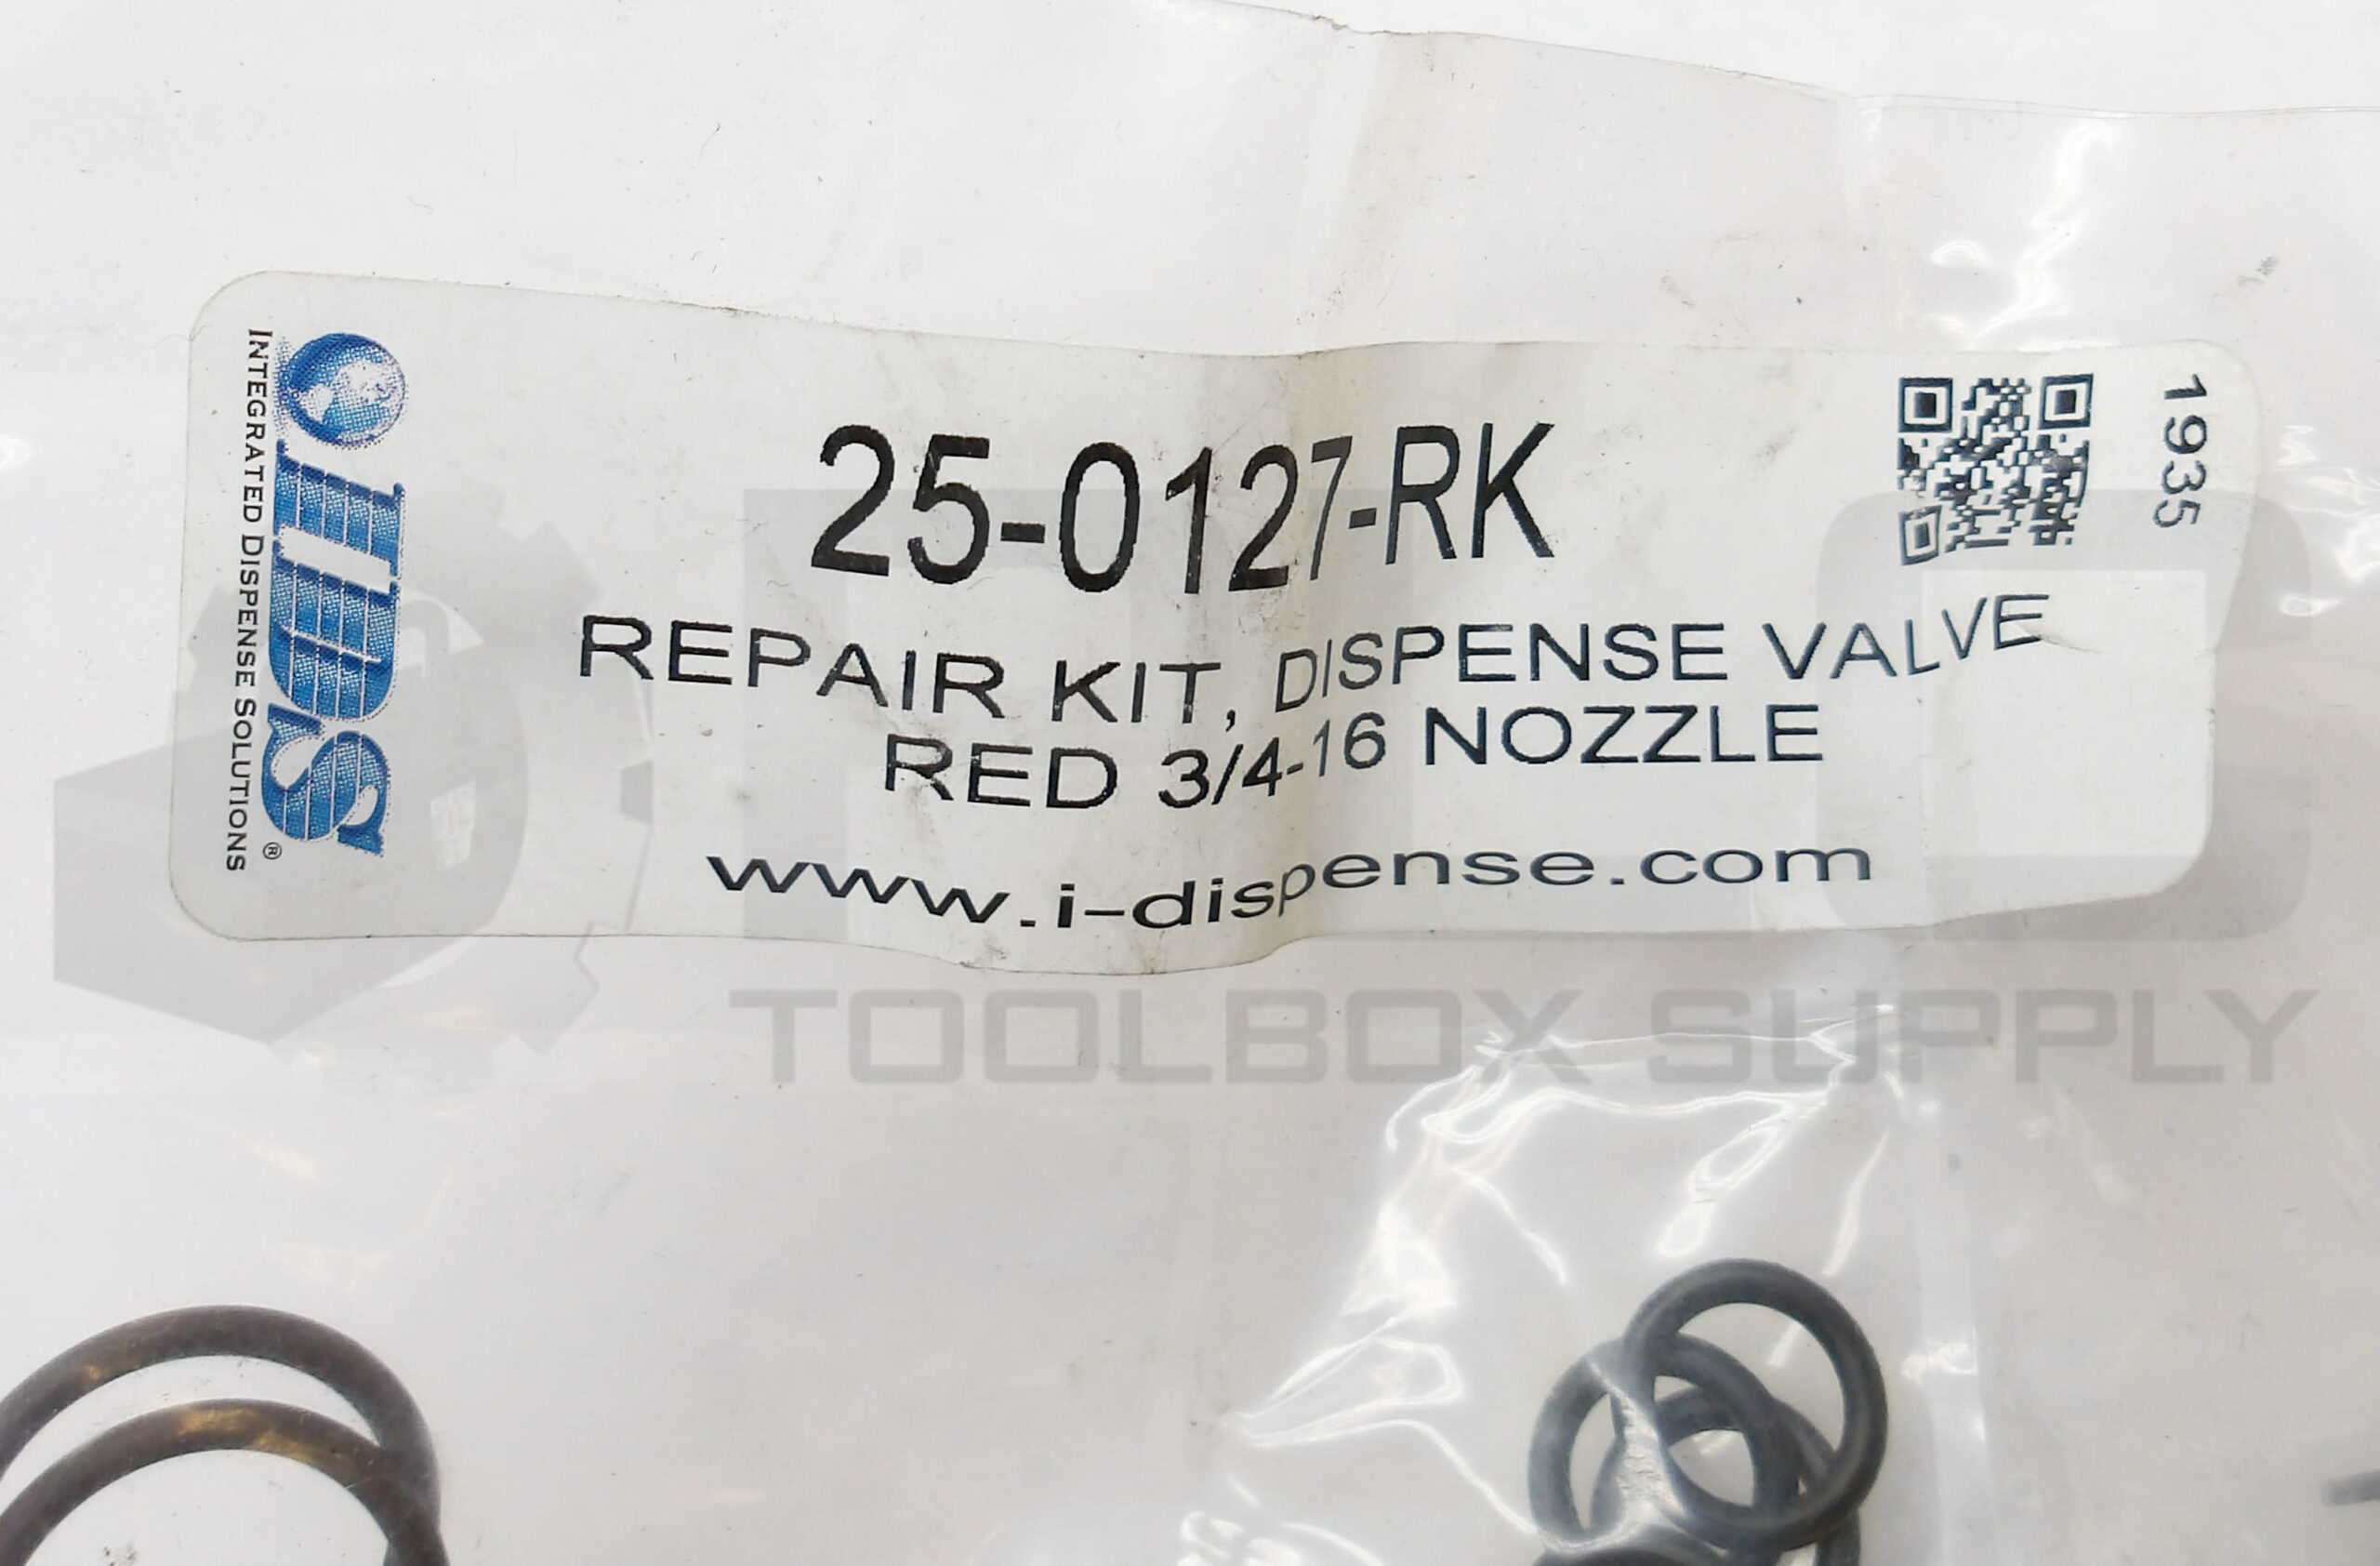 IDS®
INTEGRATED DISPENSE SOLUTIONS
25-0127-RK
1935
REPAIR KIT, DISPENSE VALVE
RED 3/4-16 NOZZLE
www.i-dispense.com
TOOLBOX SUPPLY